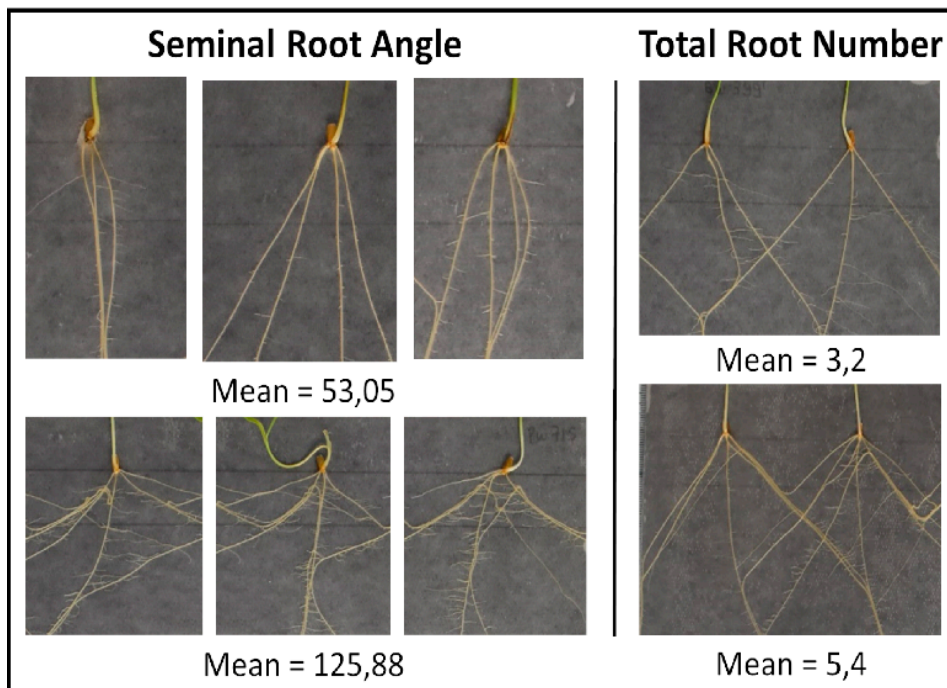 Seminal Root Angle
Total Root Number
Mean = 53,05
Mean = 3,2
Mean = 125,88
Mean = 5,4